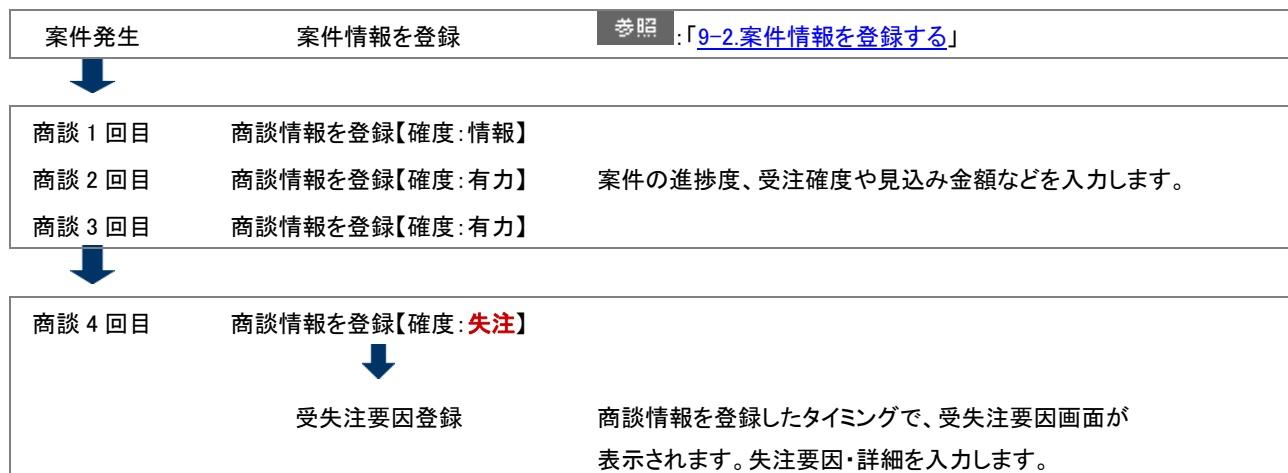 案件発生 案件情報を登録 参照:「9-2.案件情報を登録する」
商談 1 回目 商談情報を登録【確度:情報】
商談 2 回目 商談情報を登録【確度:有力】 案件の進捗度、受注確度や見込み金額などを入力します。
商談 3 回目 商談情報を登録【確度:有力】
商談 4 回目 商談情報を登録【確度:失注】
受失注要因登録 商談情報を登録したタイミングで、受失注要因画面が
表示されます。失注要因・詳細を入力します。